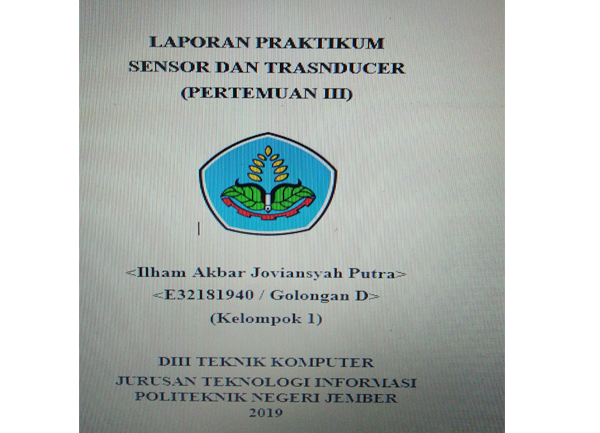 LAPORAN PRAKTIKUM
SENSOR DAN TRASNDUCER
(PERTEMUAN III)
<Ilham Akbar Joviansyah Putra>
<E32181940 / Golongan D>
(Kelompok 1)
DIII TEKNIK KOMPUTER
JURUSAN TEKNOLOGI INFORMASI
POLITEKNIK NEGERI JEMBER
2019